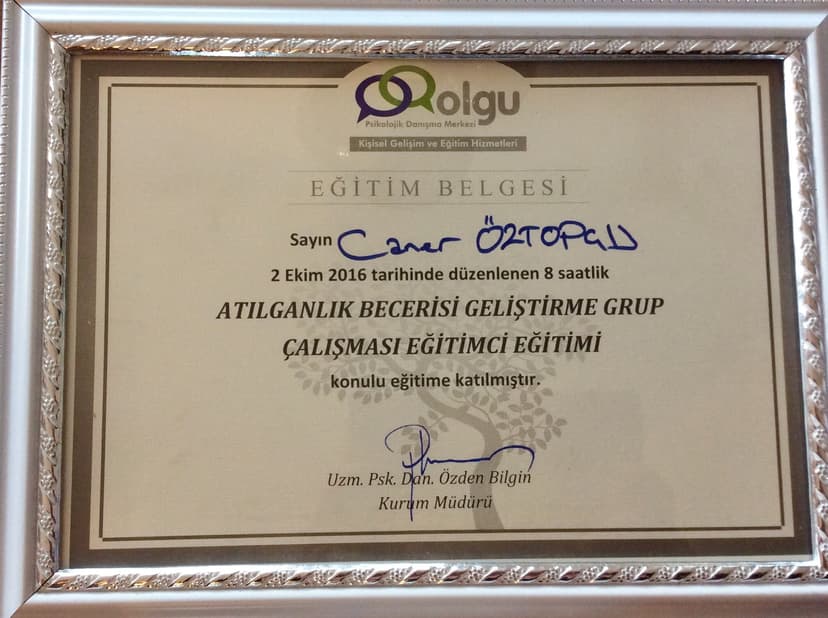 olgu
Psikolojik Danışma Merkezi
Kişisel Gelişim ve Eğitim Hizmetleri
EĞİTİM BELGESİ
Sayın Caner ÖZTOPAL
2 Ekim 2016 tarihinde düzenlenen 8 saatlik
ATILGANLIK BECERİSİ GELİŞTİRME GRUP
ÇALIŞMASI EĞİTİMCİ EĞİTİMİ
konulu eğitime katılmıştır.
Uzm. Psk. Dan. Özden Bilgin
Kurum Müdürü